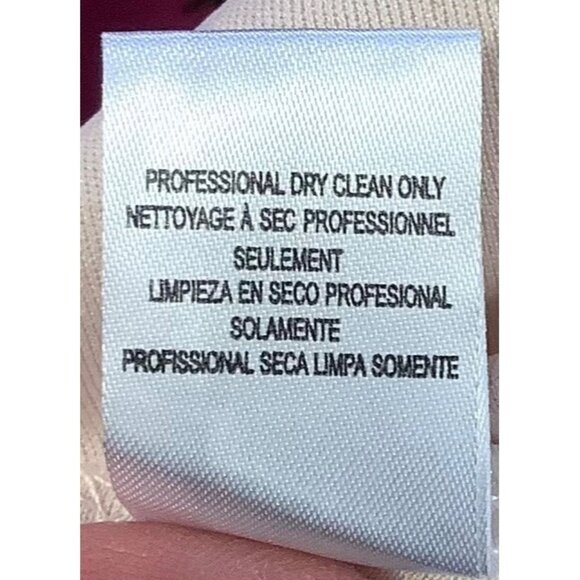 PROFESSIONAL DRY CLEAN ONLY
NETTOYAGE À SEC PROFESSIONNEL
SEULEMENT
LIMPIEZA EN SECO PROFESIONAL
SOLAMENTE
PROFISSIONAL SECA LIMPA SOMENTE